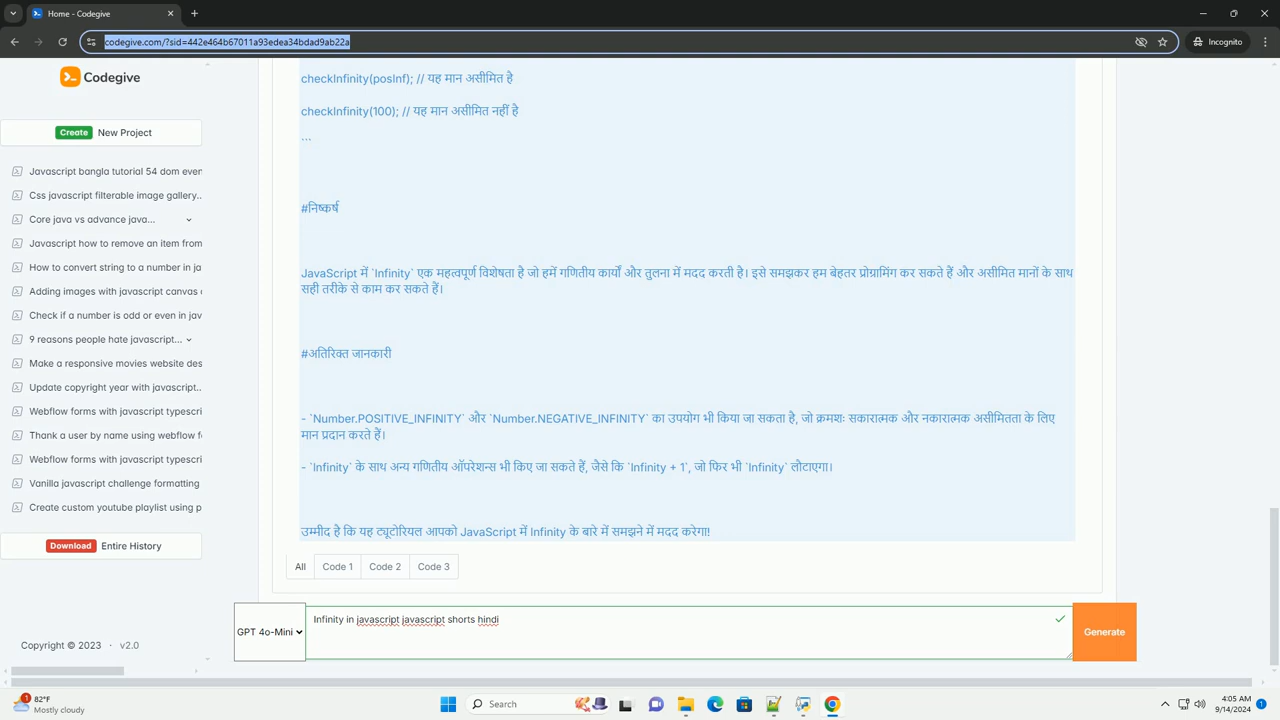 Home - Codegive
codegive.com/?sid=442e464b67011a93edea34bdad9ab22a
Incognito
Codegive
Create New Project
Javascript bangla tutorial 54 dom even
Css javascript filterable image gallery...
Core java vs advance java...
Javascript how to remove an item from
How to convert string to a number in ja
Adding images with javascript canvas
Check if a number is odd or even in jav
9 reasons people hate javascript...
Make a responsive movies website des
Update copyright year with javascript...
Webflow forms with javascript typescri
Thank a user by name using webflow f
Webflow forms with javascript typescri
Vanilla javascript challenge formatting
Create custom youtube playlist using p
Download Entire History
Copyright © 2023 · v2.0
checkInfinity(posInf); // यह मान असीमित है
checkInfinity(100); // यह मान असीमित नहीं है
...
#निष्कर्ष
JavaScript में `Infinity` एक महत्वपूर्ण विशेषता है जो हमें गणितीय कार्यों और तुलना में मदद करती है। इसे समझकर हम बेहतर प्रोग्रामिंग कर सकते हैं और असीमित मानों के साथ
सही तरीके से काम कर सकते हैं।
#अतिरिक्त जानकारी
- `Number.POSITIVE_INFINITY` और `Number.NEGATIVE_INFINITY` का उपयोग भी किया जा सकता है, जो क्रमशः सकारात्मक और नकारात्मक असीमितता के लिए
मान प्रदान करते हैं।
- `Infinity` के साथ अन्य गणितीय ऑपरेशन्स भी किए जा सकते हैं, जैसे कि `Infinity + 1`, जो फिर भी `Infinity` लौटाएगा।
उम्मीद है कि यह ट्यूटोरियल आपको JavaScript में Infinity के बारे में समझने में मदद करेगा!
All Code 1 Code 2 Code 3
GPT 4o-Mini
Infinity in javascript javascript shorts hindi
Generate
1
82°F
Mostly cloudy
Search
4:05 AM
9/14/2024